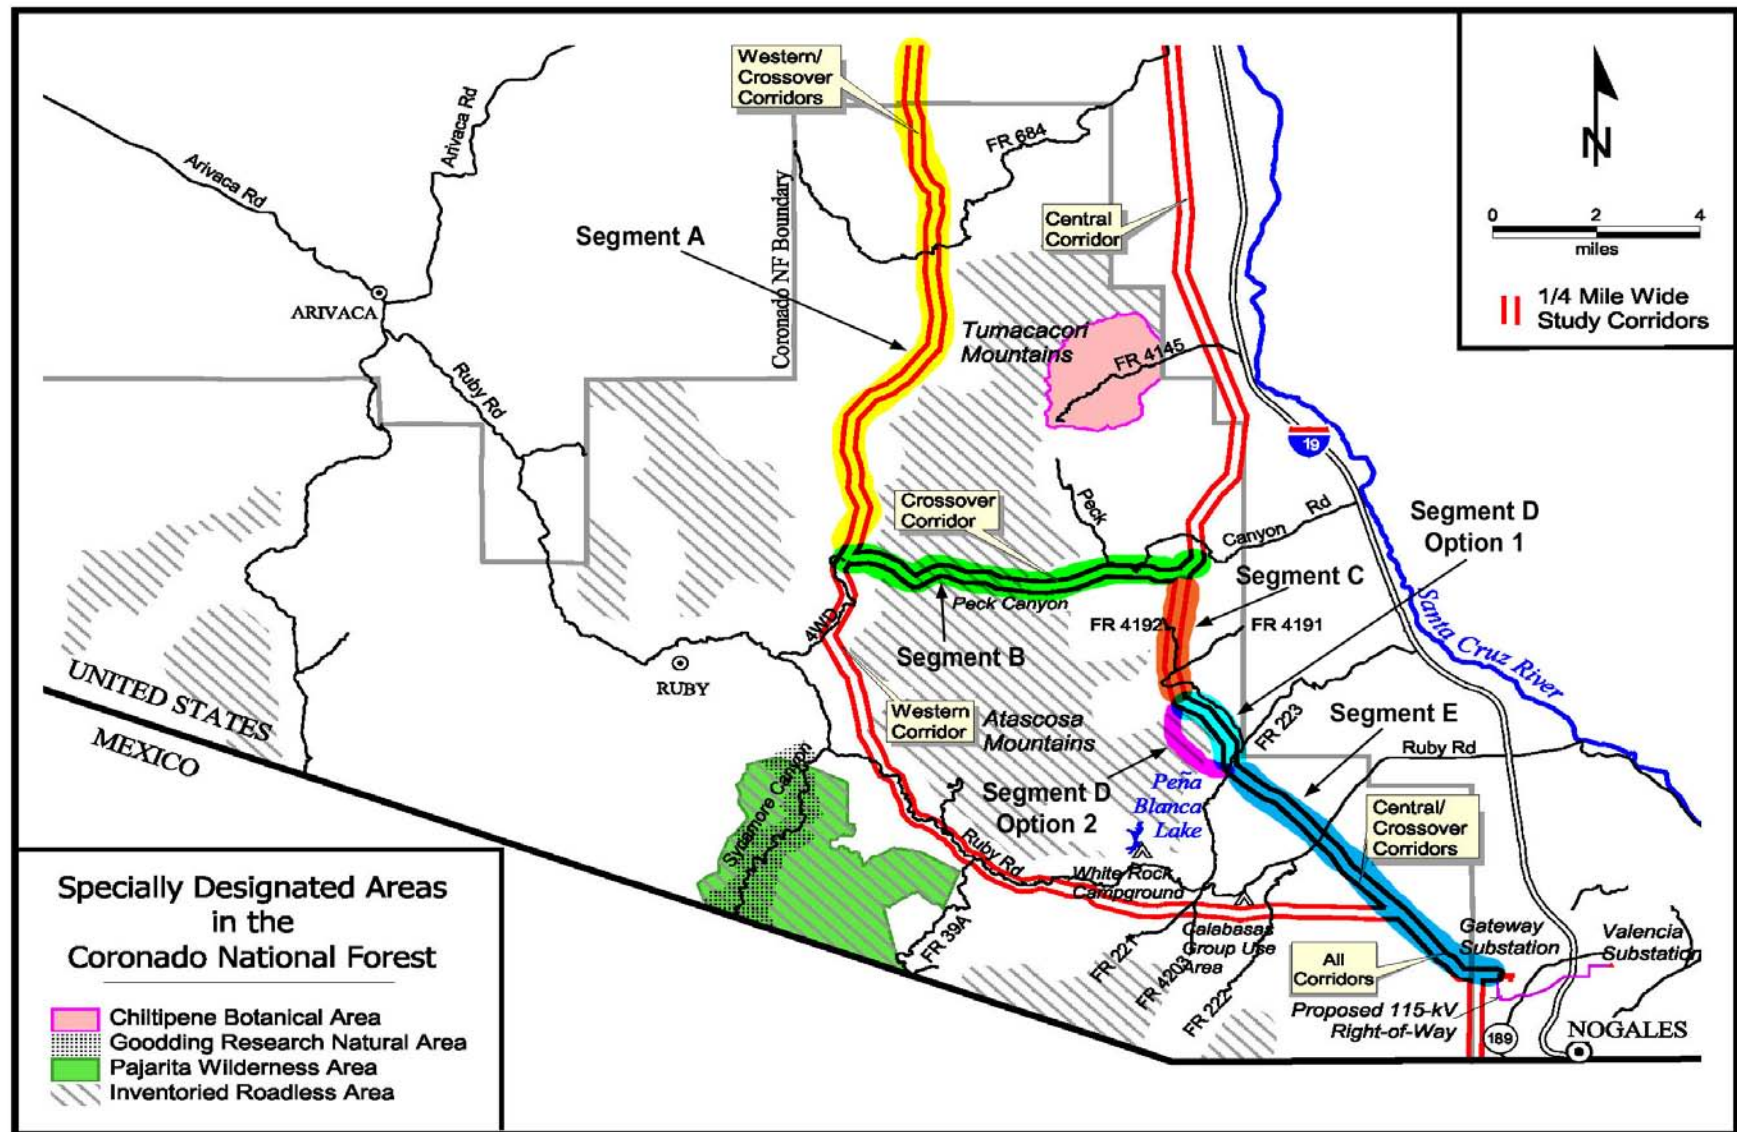 Western/
Crossover
Corridors
N
0 2 4
miles
1/4 Mile Wide
Study Corridors
Arivaca Rd
Arivaca Rd
FR 684
Coronado NF Boundary
Central
Corridor
Segment A
ARIVACA
Tumacacori
Mountains
FR 4145
Ruby Rd
19
Crossover
Corridor
Peck
Canyon
Rd
Segment D
Option 1
Segment C
Peck Canyon
4WD
FR 4192
FR 4191
Santa Cruz River
Segment B
RUBY
UNITED STATES
MEXICO
Western
Corridor
Atascosa
Mountains
FR 223
Segment E
Ruby Rd
Sycamore Canyon
Segment D
Option 2
Peña
Blanca
Lake
Central/
Crossover
Corridors
Ruby Rd
White Rock
Campground
FR 39A
FR 221
FR 4203
FR 222
Calabasas
Group Use
Area
All
Corridors
Gateway
Substation
Valencia
Substation
Proposed 115-kV
Right-of-Way
189
NOGALES
Specially Designated Areas
in the
Coronado National Forest
Chiltipene Botanical Area
Goodding Research Natural Area
Pajarita Wilderness Area
Inventoried Roadless Area